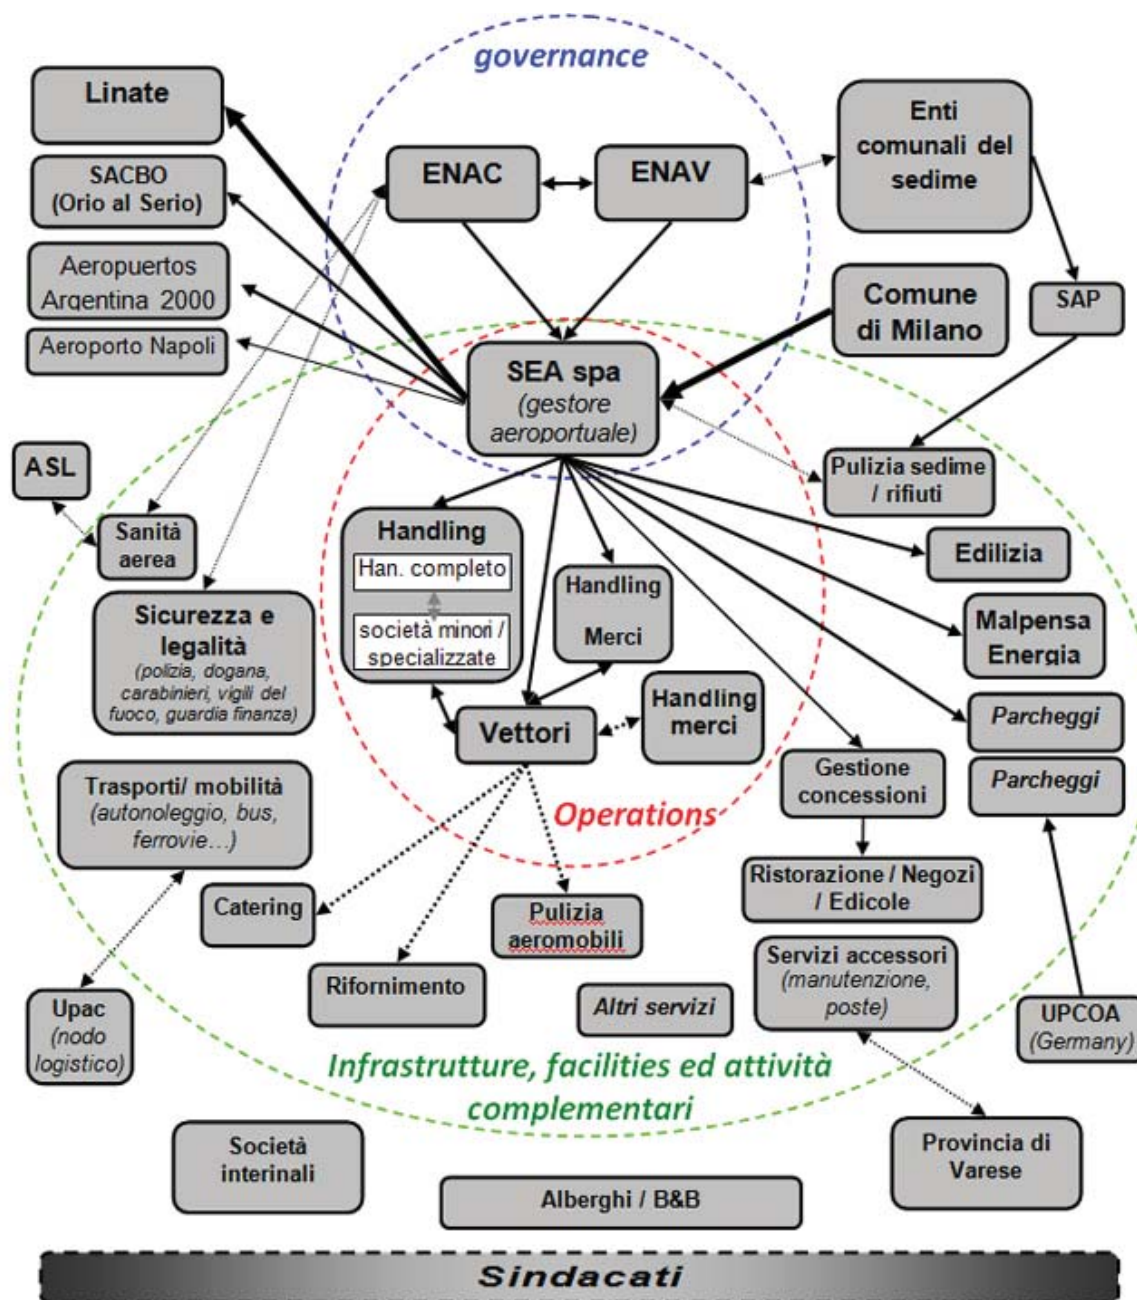 governance
Linate
SACBO
(Orio al Serio)
Aeropuertos
Argentina 2000
Aeroporto Napoli
ENAC
ENAV
Enti
comunali del
sedime
Comune
di Milano
SAP
SEA spa
(gestore
aeroportuale)
ASL
Sanità
aerea
Pulizia sedime
/ rifiuti
Handling
Han. completo
società minori /
specializzate
Handling
Merci
Edilizia
Sicurezza e
legalità
(polizia, dogana,
carabinieri, vigili del
fuoco, guardia finanza)
Malpensa
Energia
Vettori
Handling
merci
Parcheggi
Gestione
concessioni
Parcheggi
Trasporti/ mobilità
(autonoleggio, bus,
ferrovie...)
Operations
Ristorazione / Negozi
/ Edicole
Catering
Pulizia
aeromobili
Rifornimento
Servizi accessori
(manutenzione,
poste)
Altri servizi
Upac
(nodo
logistico)
UPCOA
(Germany)
Infrastrutture, facilities ed attività
complementari
Società
interinali
Provincia di
Varese
Alberghi / B&B
Sindacati